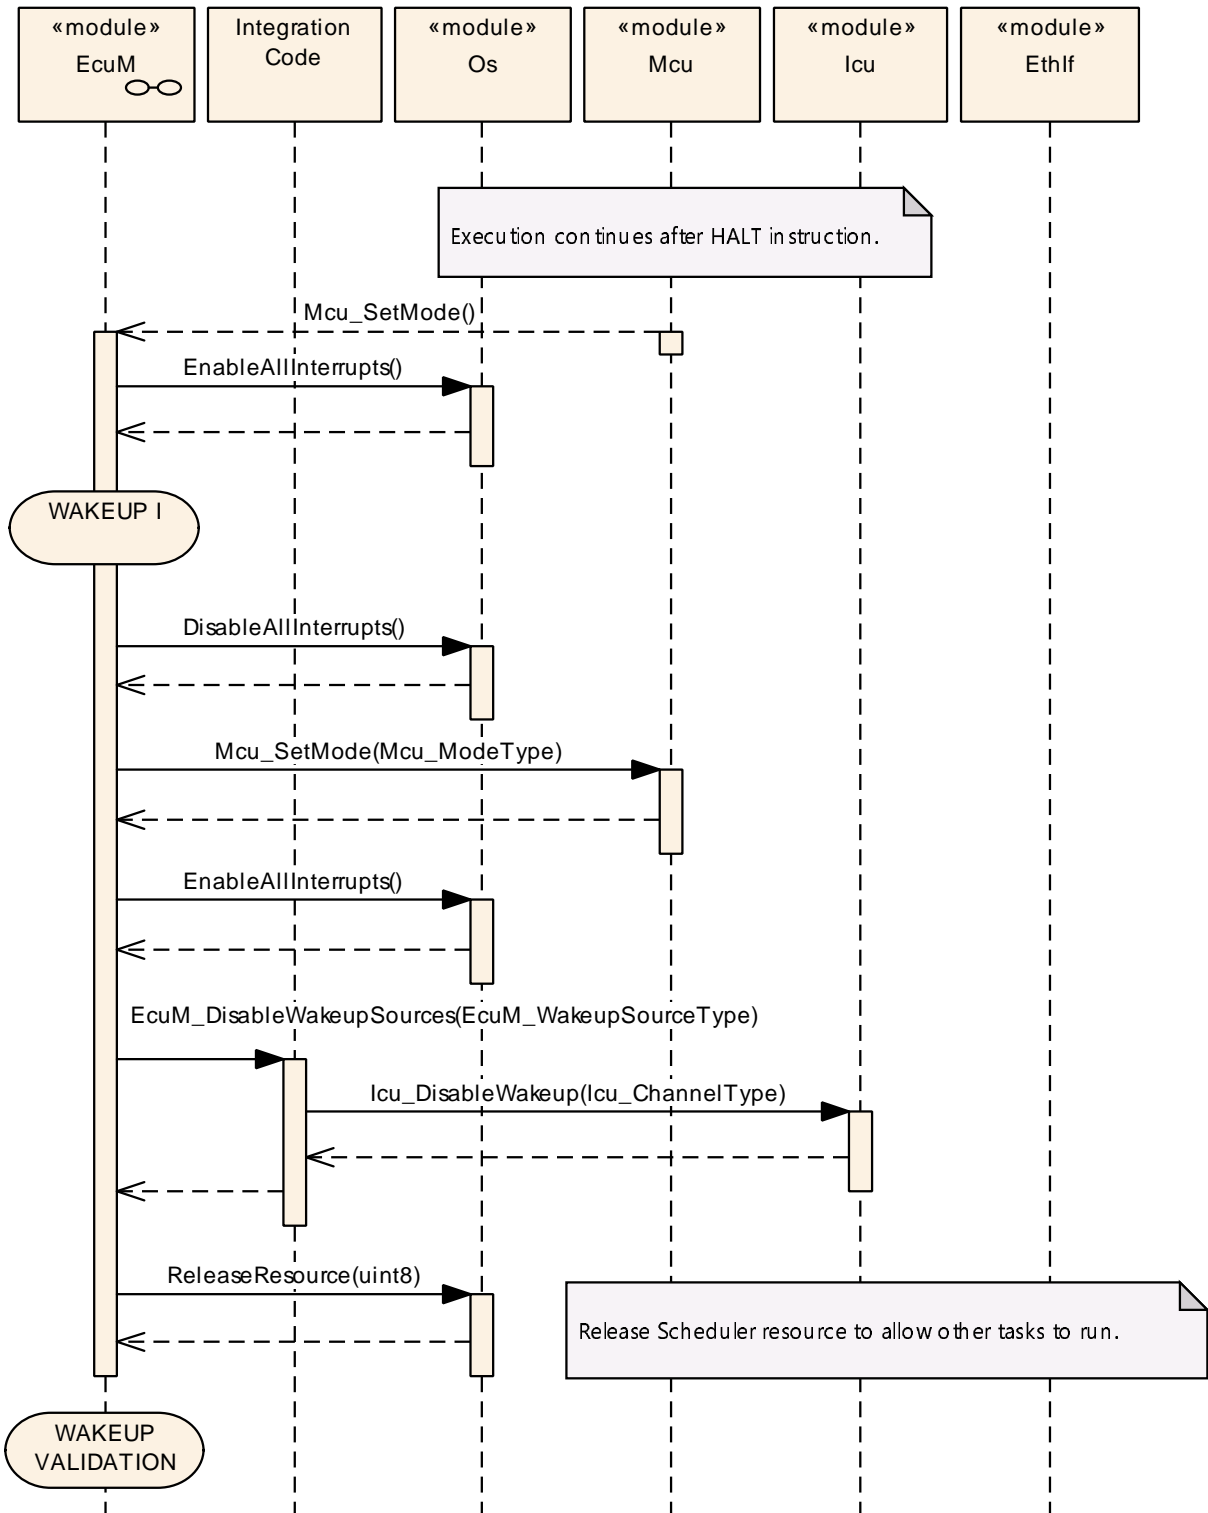 «module»
EcuM
Integration
Code
«module»
Os
«module»
Mcu
«module»
Icu
«module»
EthIf
Execution continues after HALT instruction.
Mcu_SetMode()
EnableAllInterrupts()
WAKEUP I
DisableAllInterrupts()
Mcu_SetMode(Mcu_ModeType)
EnableAllInterrupts()
EcuM_DisableWakeupSources(EcuM_WakeupSourceType)
Icu_DisableWakeup(Icu_ChannelType)
ReleaseResource(uint8)
Release Scheduler resource to allow other tasks to run.
WAKEUP
VALIDATION